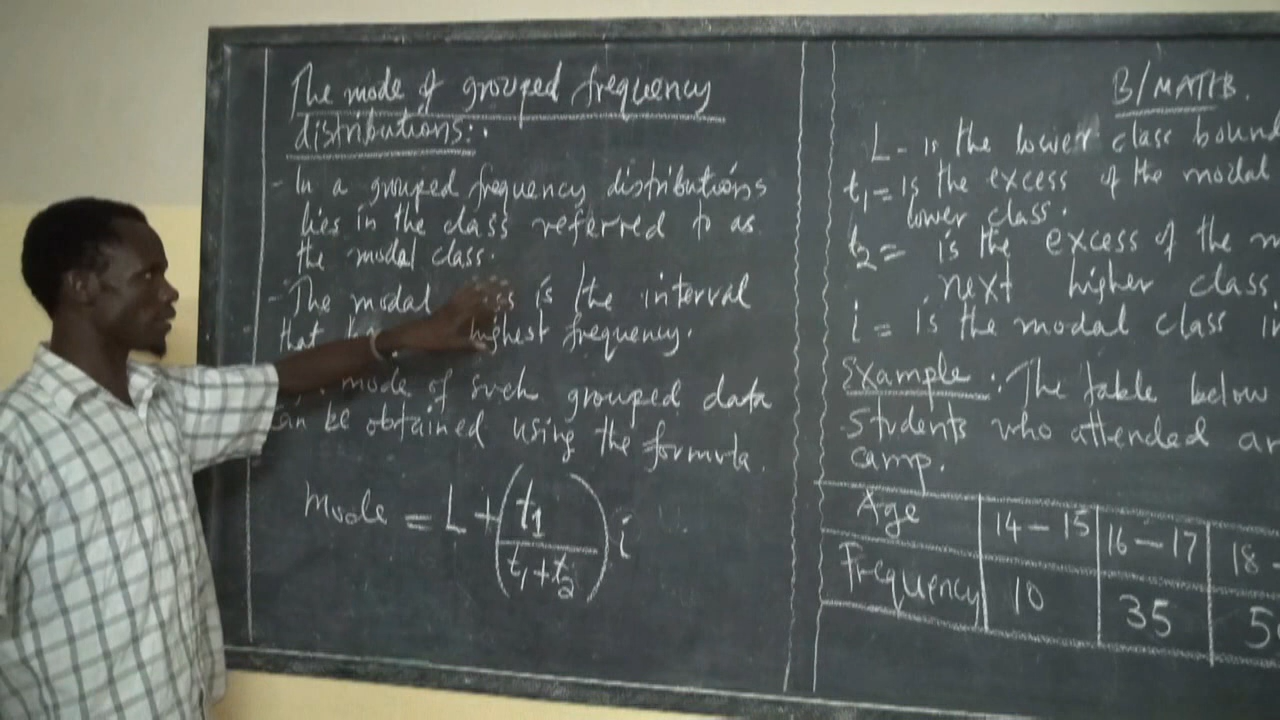 The mode of grouped frequency
distributions:.
- In a grouped frequency distributions
lies in the class referred to as
the modal class.
- The modal is the interval
that highest frequency.
mode of such grouped data
can be obtained using the formula.
Mode = L + (t1 / t1 + t2) i
B/MATHS.
L - is the lower class
t1 = is the excess of the modal
lower class.
t2 = is the excess of the
next higher class
i = is the modal class
Example: The table below
Students who attended
camp.
Age 14 - 15 16 - 17 18 -
Frequency 10 35